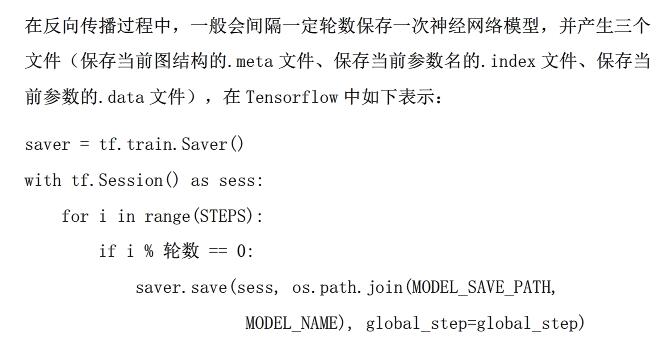 在反向传播过程中，一般会间隔一定轮数保存一次神经网络模型，并产生三个
文件（保存当前图结构的.meta 文件、保存当前参数名的.index 文件、保存当
前参数的.data 文件），在 Tensorflow 中如下表示：
saver = tf.train.Saver()
with tf.Session() as sess:
for i in range(STEPS):
if i % 轮数 == 0:
saver.save(sess, os.path.join(MODEL_SAVE_PATH,
MODEL_NAME), global_step=global_step)